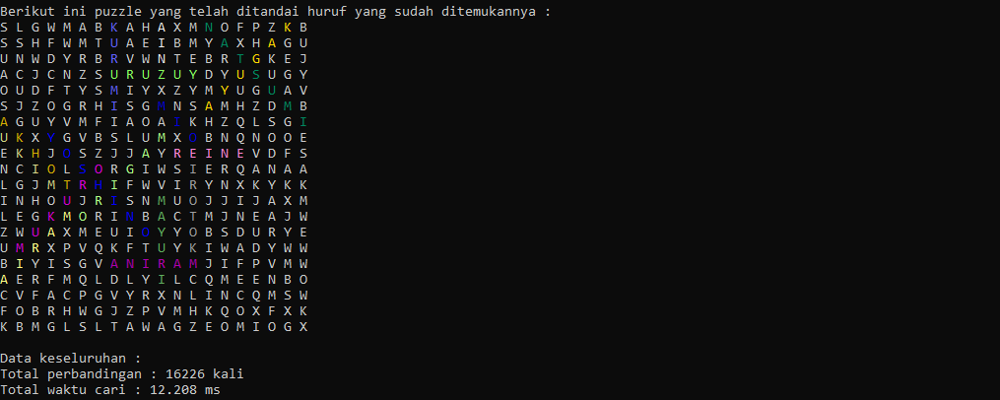 Berikut ini puzzle yang telah ditandai huruf yang sudah ditemukannya :
S L G W M A B K A H A X M N O F P Z K B
S S H F W M T U A E I B M Y A X H A G U
U N W D Y R B R V W N T E B R T G K E J
A C J C N Z S U R U Z U Y D Y U S U G Y
O U D F T Y S M I Y X Z Y M Y U G U A V
S J Z O G R H I S G M N S A M H Z D M B
A G U Y V M F I A O A I K H Z Q L S G I
U K X Y G V B S L U M X O B N Q N O O E
E K H J O S Z J J A Y R E I N E V D F S
N C I O L S O R G I W S I E R Q A N A A
L G J M T R H I F W V I R Y N X K Y K K
I N H O U J R I S N M U O J J I J A X M
L E G K M O R I N B A C T M J N E A J W
Z W U A X M E U I O Y Y O B S D U R Y E
U M R X P V Q K F T U Y K I W A D Y W W
B I Y I S G V A N I R A M J I F P V M W
A E R F M Q L D L Y I L C Q M E E N B O
C V F A C P G V Y R X N L I N C Q M S W
F O B R H W G J Z P V M H K Q O X F X K
K B M G L S L T A W A G Z E O M I O G X
Data keseluruhan :
Total perbandingan : 16226 kali
Total waktu cari : 12.208 ms